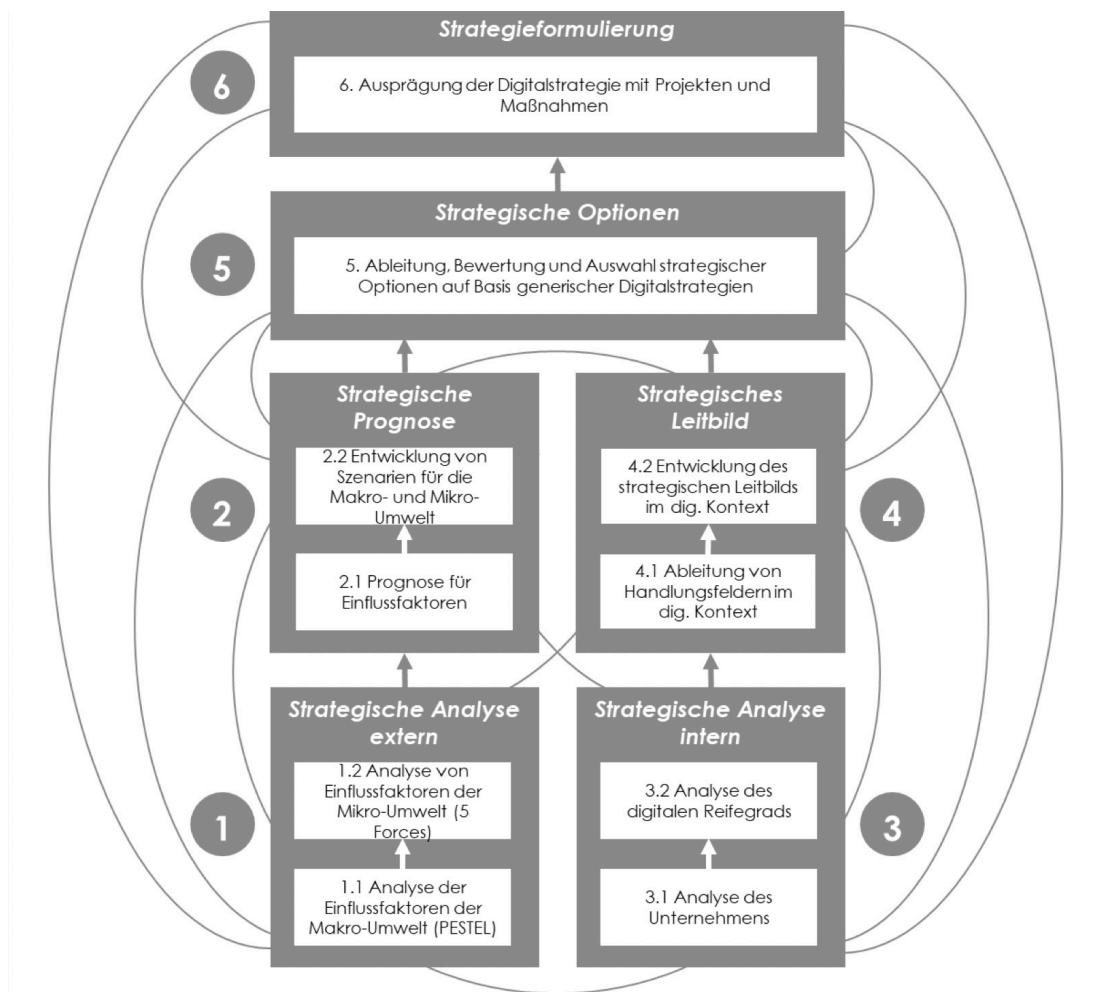 Strategieformulierung
6
6. Ausprägung der Digitalstrategie mit Projekten und
Maßnahmen
Strategische Optionen
5
5. Ableitung, Bewertung und Auswahl strategischer
Optionen auf Basis generischer Digitalstrategien
Strategische
Prognose
2.2 Entwicklung von
Szenarien für die
Makro- und Mikro-
Umwelt
2
2.1 Prognose für
Einflussfaktoren
Strategisches
Leitbild
4.2 Entwicklung des
strategischen Leitbilds
im dig. Kontext
4
4.1 Ableitung von
Handlungsfeldern im
dig. Kontext
Strategische Analyse
extern
1.2 Analyse von
Einflussfaktoren der
Mikro-Umwelt (5
Forces)
1
1.1 Analyse der
Einflussfaktoren der
Makro-Umwelt (PESTEL)
Strategische Analyse
intern
3.2 Analyse des
digitalen Reifegrads
3
3.1 Analyse des
Unternehmens